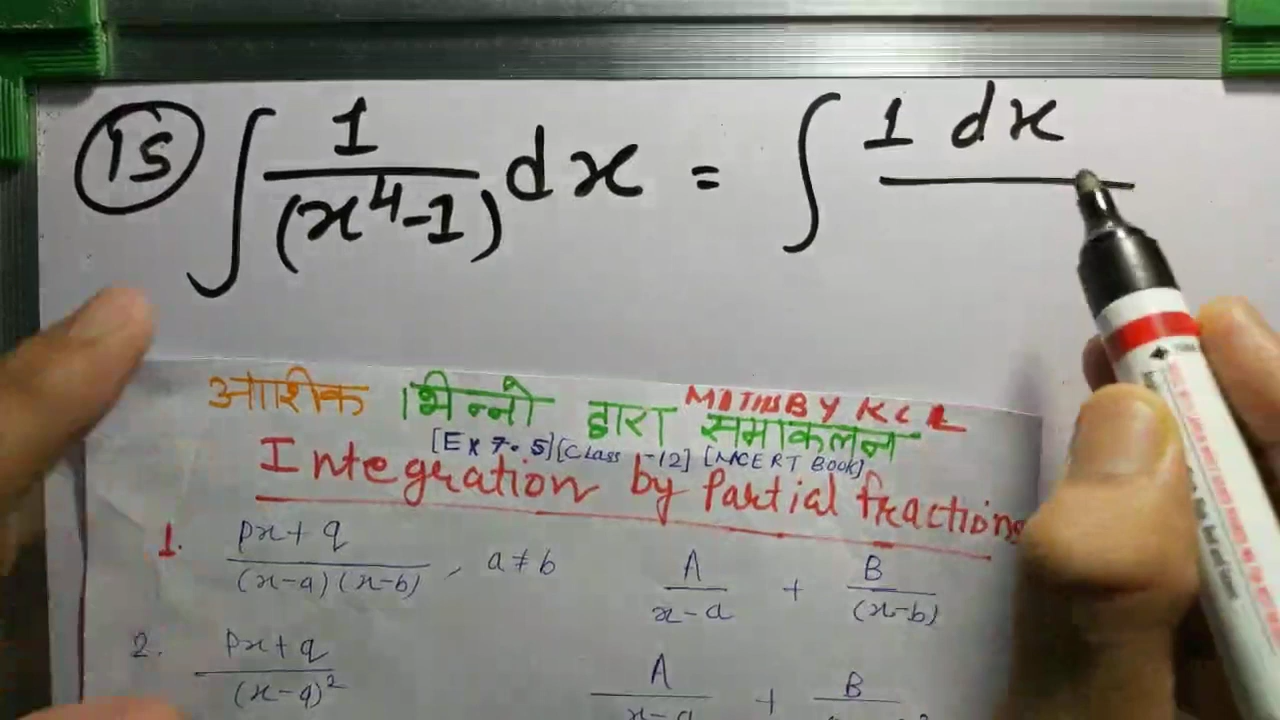 15 ∫ 1/(x⁴-1) dx = ∫ 1 dx
आंशीक भिन्नो द्वारा समाकलन MATHS BY KCL
[Ex 7.5] [Class -12] [NCERT Book]
Integration by Partial fractions
1. px+q/(x-a)(x-b), a≠b A/x-a + B/(x-b)
2. px+q/(x-a)² A/x-a + B